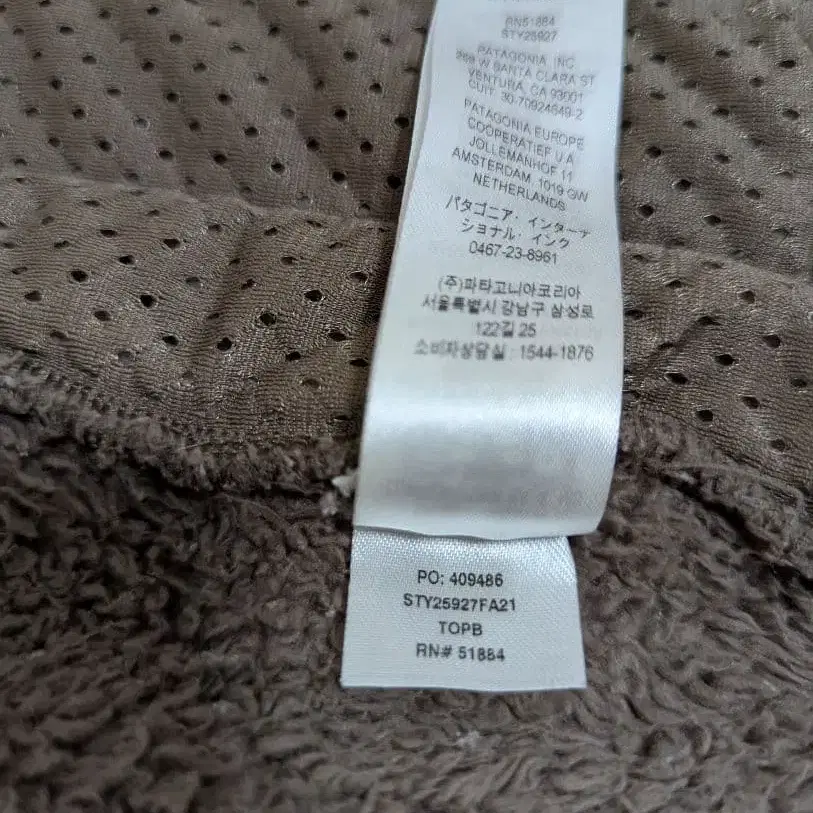 RN51884
STY25927
PATAGONIA, INC.
259 W SANTA CLARA ST
VENTURA, CA 93001
CUIT: 30-70924649-2
PATAGONIA EUROPE
COOPERATIEF U.A.
JOLLEMANHOF 11
AMSTERDAM, 1019 GW
NETHERLANDS
パタゴニア・インターナ
ショナル・インク
0467-23-8961
(주)파타고니아코리아
서울특별시 강남구 삼성로
122길 25
소비자상담실 : 1544-1876
PO: 409486
STY25927FA21
TOPB
RN# 51884